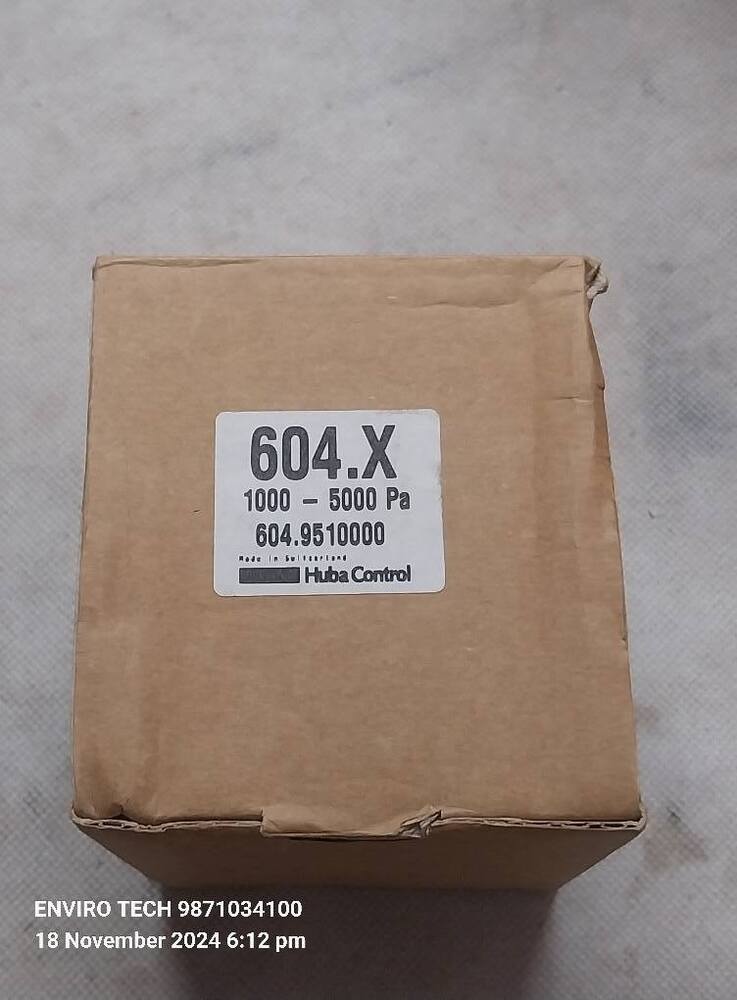 604.X
1000 – 5000 Pa
604.9510000
Made in Switzerland
Huba Control
ENVIRO TECH 9871034100
18 November 2024 6:12 pm